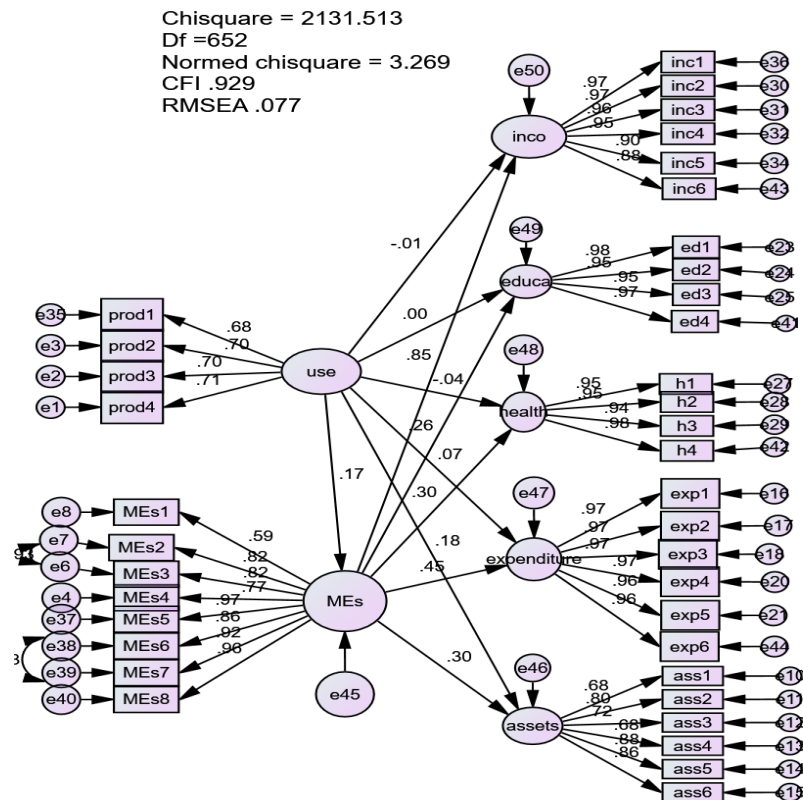 Chisquare = 2131.513
Df =652
Normed chisquare = 3.269
CFI .929
RMSEA .077
e50
inco
.97
.97
.96
.95
.90
.88
inc1
e36
inc2
e30
inc3
e31
inc4
e32
inc5
e34
inc6
e43
e49
educa
.98
.95
.95
.97
ed1
e23
ed2
e24
ed3
e25
ed4
e41
-.01
.00
.85
-.04
e35
prod1
e3
prod2
e2
prod3
e1
prod4
.68
.70
.70
.71
use
e48
health
.95
.95
.94
.98
h1
e27
h2
e28
h3
e29
h4
e42
.26
.07
.17
.30
.18
.45
.30
e47
expenditure
.97
.97
.97
.97
.96
.96
exp1
e16
exp2
e17
exp3
e18
exp4
e20
exp5
e21
exp6
e44
e8
MEs1
e7
MEs2
e6
MEs3
e4
MEs4
e37
MEs5
e38
MEs6
e39
MEs7
e40
MEs8
.59
.82
.82
.77
.97
.86
.92
.96
MEs
e45
e46
assets
.68
.80
.72
.68
.88
.86
ass1
e10
ass2
e11
ass3
e12
ass4
e13
ass5
e14
ass6
e15